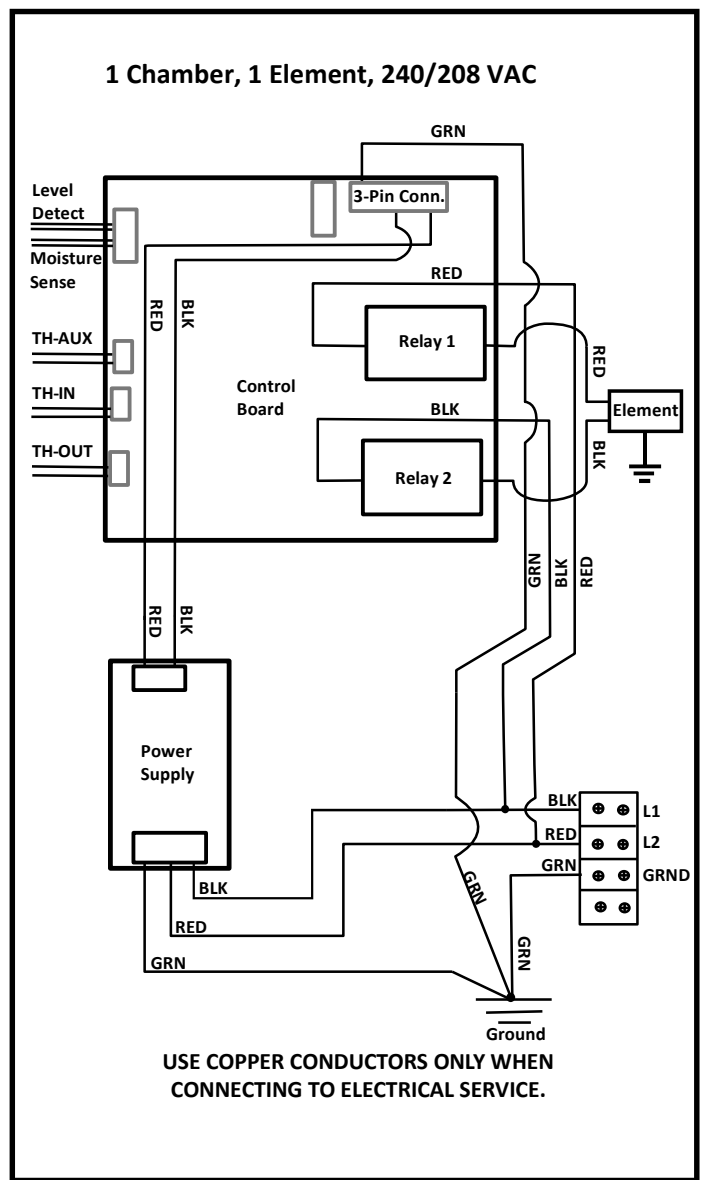 1 Chamber, 1 Element, 240/208 VAC
GRN
3-Pin Conn.
Level
Detect
Moisture
Sense
RED
RED
BLK
TH-AUX
Relay 1
RED
TH-IN
Control
Board
BLK
Element
TH-OUT
Relay 2
BLK
GRN
BLK
RED
RED
BLK
Power
Supply
BLK
L1
RED
L2
GRN
GRND
BLK
GRN
RED
GRN
GRN
Ground
USE COPPER CONDUCTORS ONLY WHEN
CONNECTING TO ELECTRICAL SERVICE.